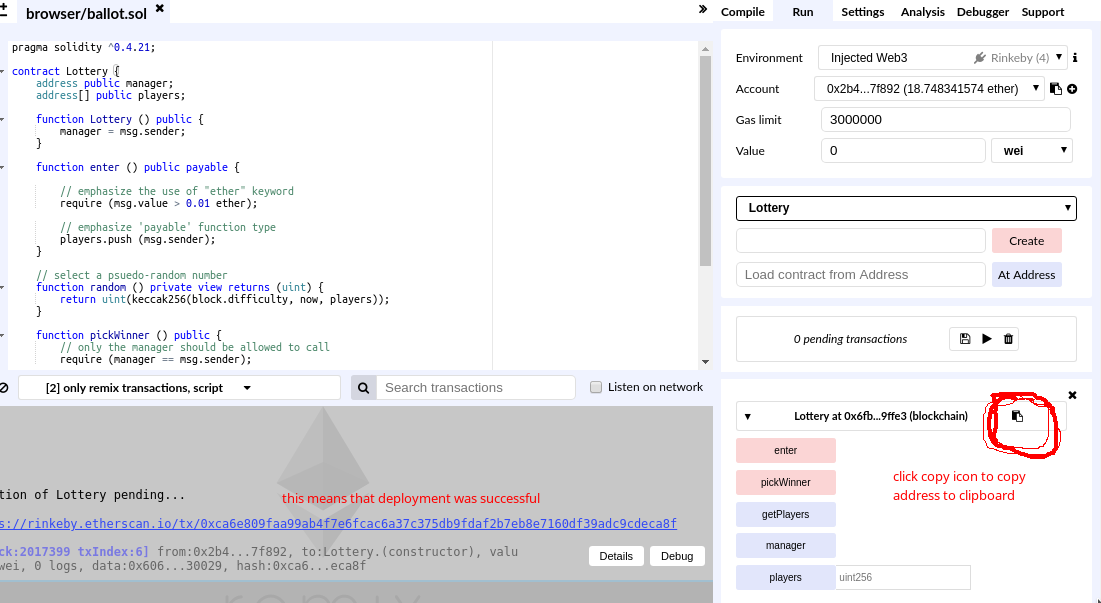 browser/ballot.sol ✖
»
Compile Run Settings Analysis Debugger Support
pragma solidity ^0.4.21;
contract Lottery {
address public manager;
address[] public players;
function Lottery () public {
manager = msg.sender;
}
function enter () public payable {
// emphasize the use of "ether" keyword
require (msg.value > 0.01 ether);
// emphasize 'payable' function type
players.push (msg.sender);
}
// select a psuedo-random number
function random () private view returns (uint) {
return uint(keccak256(block.difficulty, now, players));
}
function pickWinner () public {
// only the manager should be allowed to call
require (manager == msg.sender);
[2] only remix transactions, script
Search transactions
Listen on network
tion of Lottery pending...
this means that deployment was successful
s://rinkeby.etherscan.io/tx/0xca6e809faa99ab4f7e6fcac6a37c375db9fdaf2b7eb8e7160df39adc9cdeca8f
ck:2017399 txIndex:6] from:0x2b4...7f892, to:Lottery.(constructor), valu
wei, 0 logs, data:0x606...30029, hash:0xca6...eca8f
Details
Debug
remix
Environment
Injected Web3
Rinkeby (4)
Account
0x2b4...7f892 (18.748341574 ether)
Gas limit
3000000
Value
0
wei
Lottery
Create
Load contract from Address
At Address
0 pending transactions
Lottery at 0x6fb...9ffe3 (blockchain)
enter
click copy icon to copy
address to clipboard
pickWinner
getPlayers
manager
players
uint256